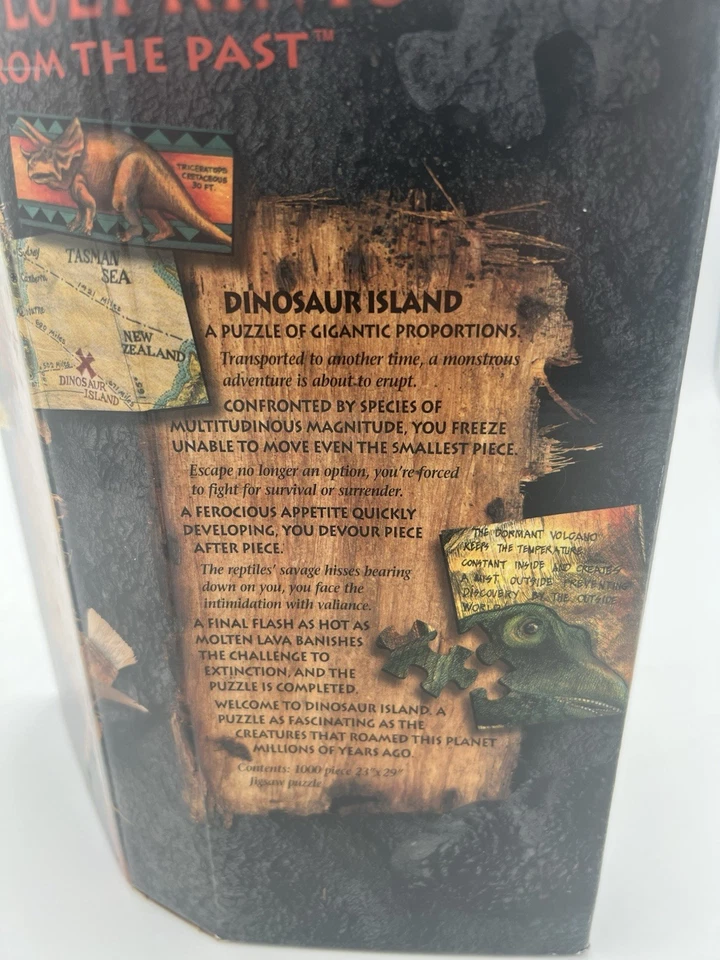 FROM THE PAST™
TRICERATOPS
CRETACEOUS
30 FT.
Sydney
TASMAN
SEA
Canberra
1031 MILES
NEW
ZEALAND
DINOSAUR
ISLAND
DINOSAUR ISLAND
A PUZZLE OF GIGANTIC PROPORTIONS.
Transported to another time, a monstrous
adventure is about to erupt.
CONFRONTED BY SPECIES OF
MULTITUDINOUS MAGNITUDE, YOU FREEZE
UNABLE TO MOVE EVEN THE SMALLEST PIECE.
Escape no longer an option, you're forced
to fight for survival or surrender.
A FEROCIOUS APPETITE QUICKLY
DEVELOPING, YOU DEVOUR PIECE
AFTER PIECE.
The reptiles' savage hisses bearing
down on you, you face the
intimidation with valiance.
A FINAL FLASH AS HOT AS
MOLTEN LAVA BANISHES
THE CHALLENGE TO
EXTINCTION, AND THE
PUZZLE IS COMPLETED.
WELCOME TO DINOSAUR ISLAND. A
PUZZLE AS FASCINATING AS THE
CREATURES THAT ROAMED THIS PLANET
MILLIONS OF YEARS AGO.
Contents: 1000 piece 23"x 29"
Jigsaw puzzle
THE DORMANT VOLCANO
KEEPS THE TEMPERATURE
CONSTANT INSIDE AND CREATES
A MIST OUTSIDE PREVENTING
DISCOVERY BY THE OUTSIDE
WORLD